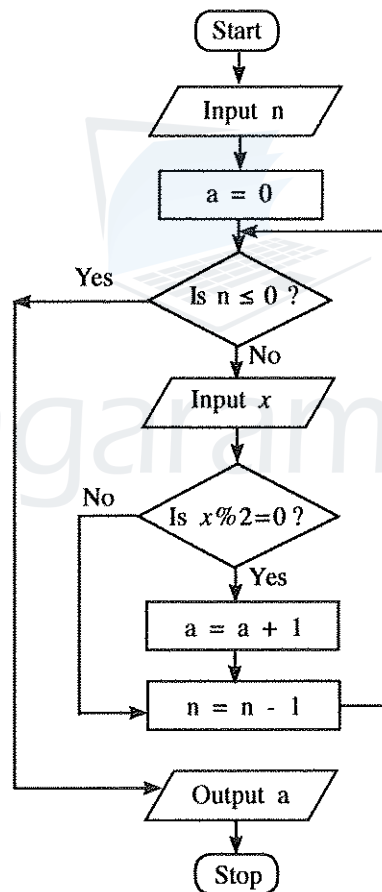 Start
Input n
a = 0
Yes
Is n ≤ 0 ?
No
Input x
No
Is x%2=0 ?
Yes
a = a + 1
n = n - 1
Output a
Stop